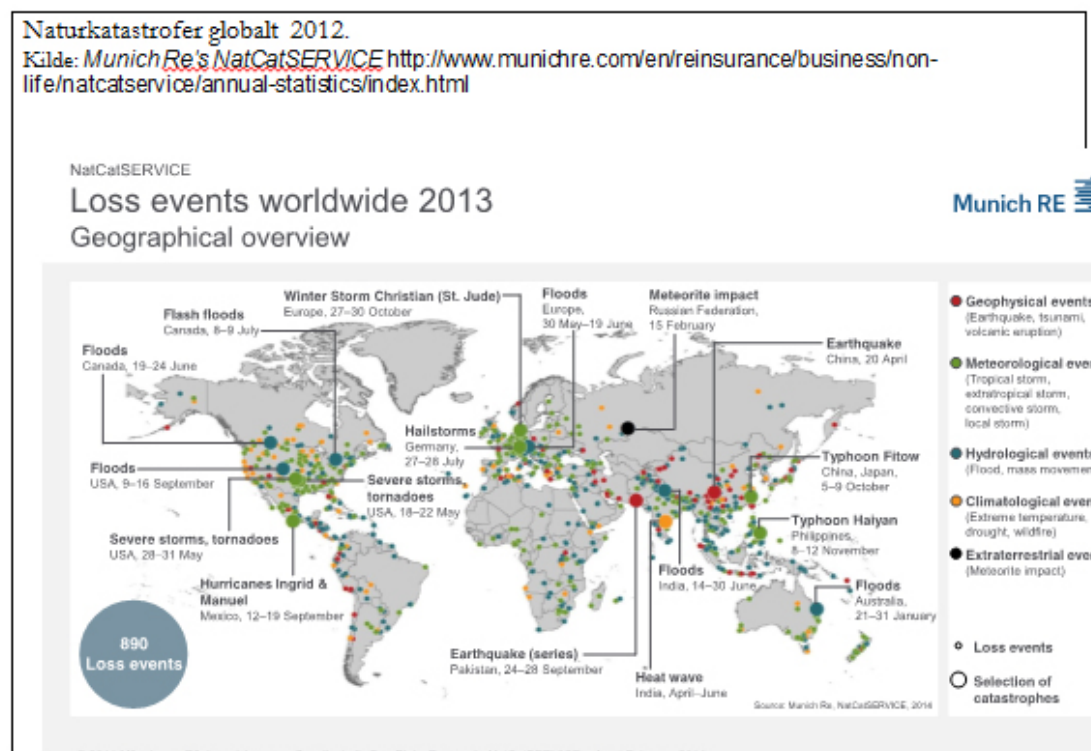 Naturkatastrofer globalt 2012.
Kilde: Munich Re's NatCatSERVICE http://www.munichre.com/en/reinsurance/business/non-
life/natcatservice/annual-statistics/index.html
NatCatSERVICE
Loss events worldwide 2013
Geographical overview
Munich RE
Winter Storm Christian (St. Jude)
Europe, 27–30 October
Floods
Europe,
30 May–19 June
Meteorite impact
Russian Federation,
15 February
Flash floods
Canada, 8–9 July
Earthquake
China, 20 April
Floods
Canada, 19–24 June
Hailstorms
Germany,
27–28 July
Floods
USA, 9–16 September
Severe storms,
tornadoes
USA, 18–22 May
Typhoon Fitow
China, Japan,
5–9 October
Severe storms, tornadoes
USA, 28–31 May
Typhoon Haiyan
Philippines,
8–12 November
Hurricanes Ingrid &
Manuel
Mexico, 12–19 September
Floods
India, 14–30 June
Floods
Australia,
21–31 January
Earthquake (series)
Pakistan, 24–28 September
Heat wave
India, April–June
890
Loss events
Source: Munich Re, NatCatSERVICE, 2014
Geophysical events
(Earthquake, tsunami,
volcanic eruption)
Meteorological even
(Tropical storm,
extratropical storm,
convective storm,
local storm)
Hydrological events
(Flood, mass movemen
Climatological even
(Extreme temperature,
drought, wildfire)
Extraterrestrial even
(Meteorite impact)
Loss events
Selection of
catastrophes